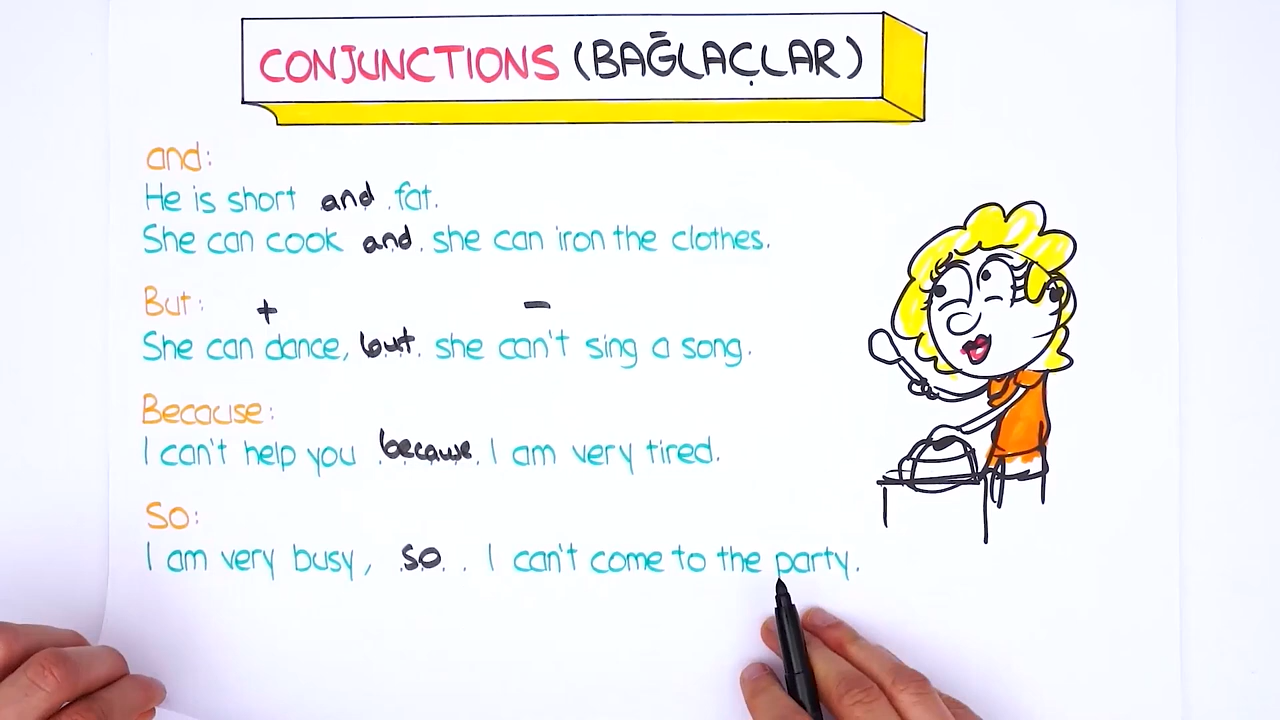 CONJUNCTIONS (BAĞLAÇLAR)
and:
He is short and fat.
She can cook and she can iron the clothes.
But: + -
She can dance, but she can't sing a song.
Because:
I can't help you because I am very tired.
So:
I am very busy, so I can't come to the party.